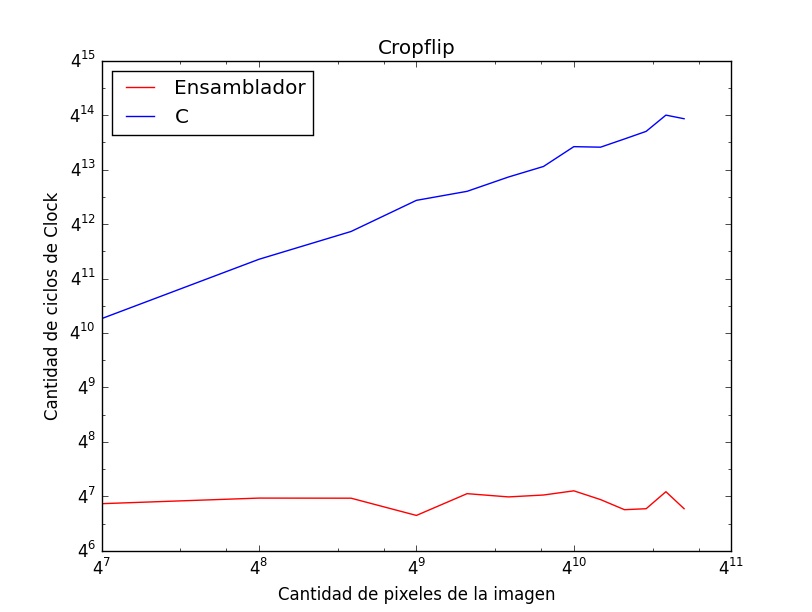 Cropflip
4^15
4^14
4^13
4^12
4^11
4^10
4^9
4^8
4^7
4^6
Cantidad de ciclos de Clock
Ensamblador
C
4^7 4^8 4^9 4^10 4^11
Cantidad de pixeles de la imagen